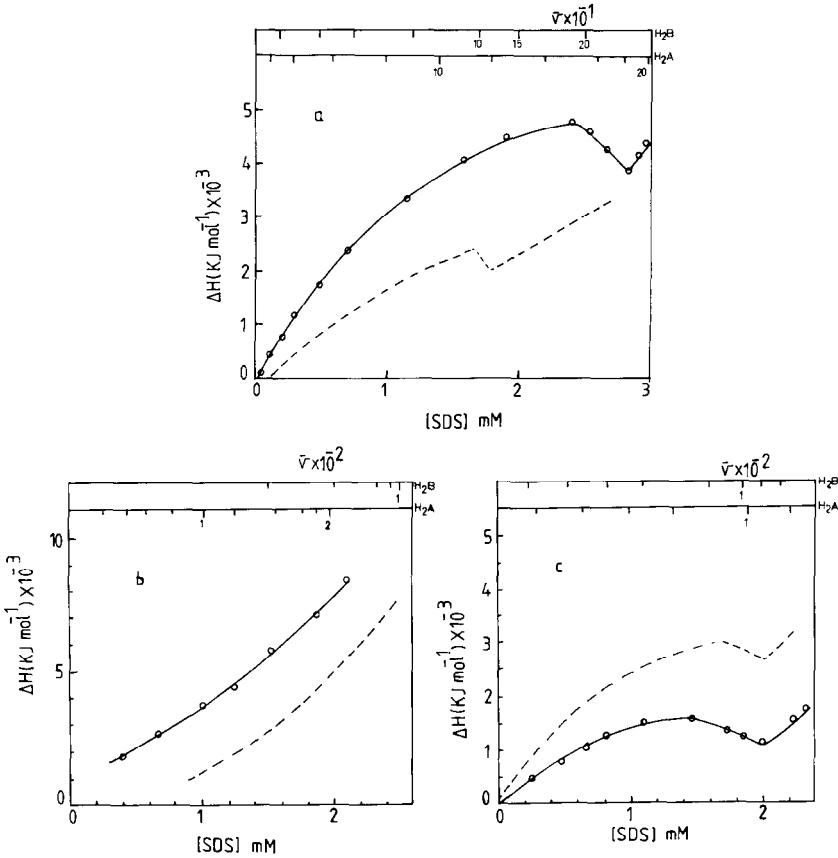 ν̄×10̄¹
H₂B
10 15 20
H₂A
10 20
a
5
4
3
2
1
0
ΔH(KJ mol̄¹)×10̄³
0 1 2 3
[SDS] mM
ν̄×10̄²
H₂B
1
H₂A
1 2
b
10
5
0
ΔH(KJ mol̄¹)×10⁻³
0 1 2
[SDS] mM
ν̄×10̄²
H₂B
1
H₂A
1
c
5
4
3
2
1
0
ΔH(KJ mol⁻¹)×10⁻³
0 1 2
[SDS] mM